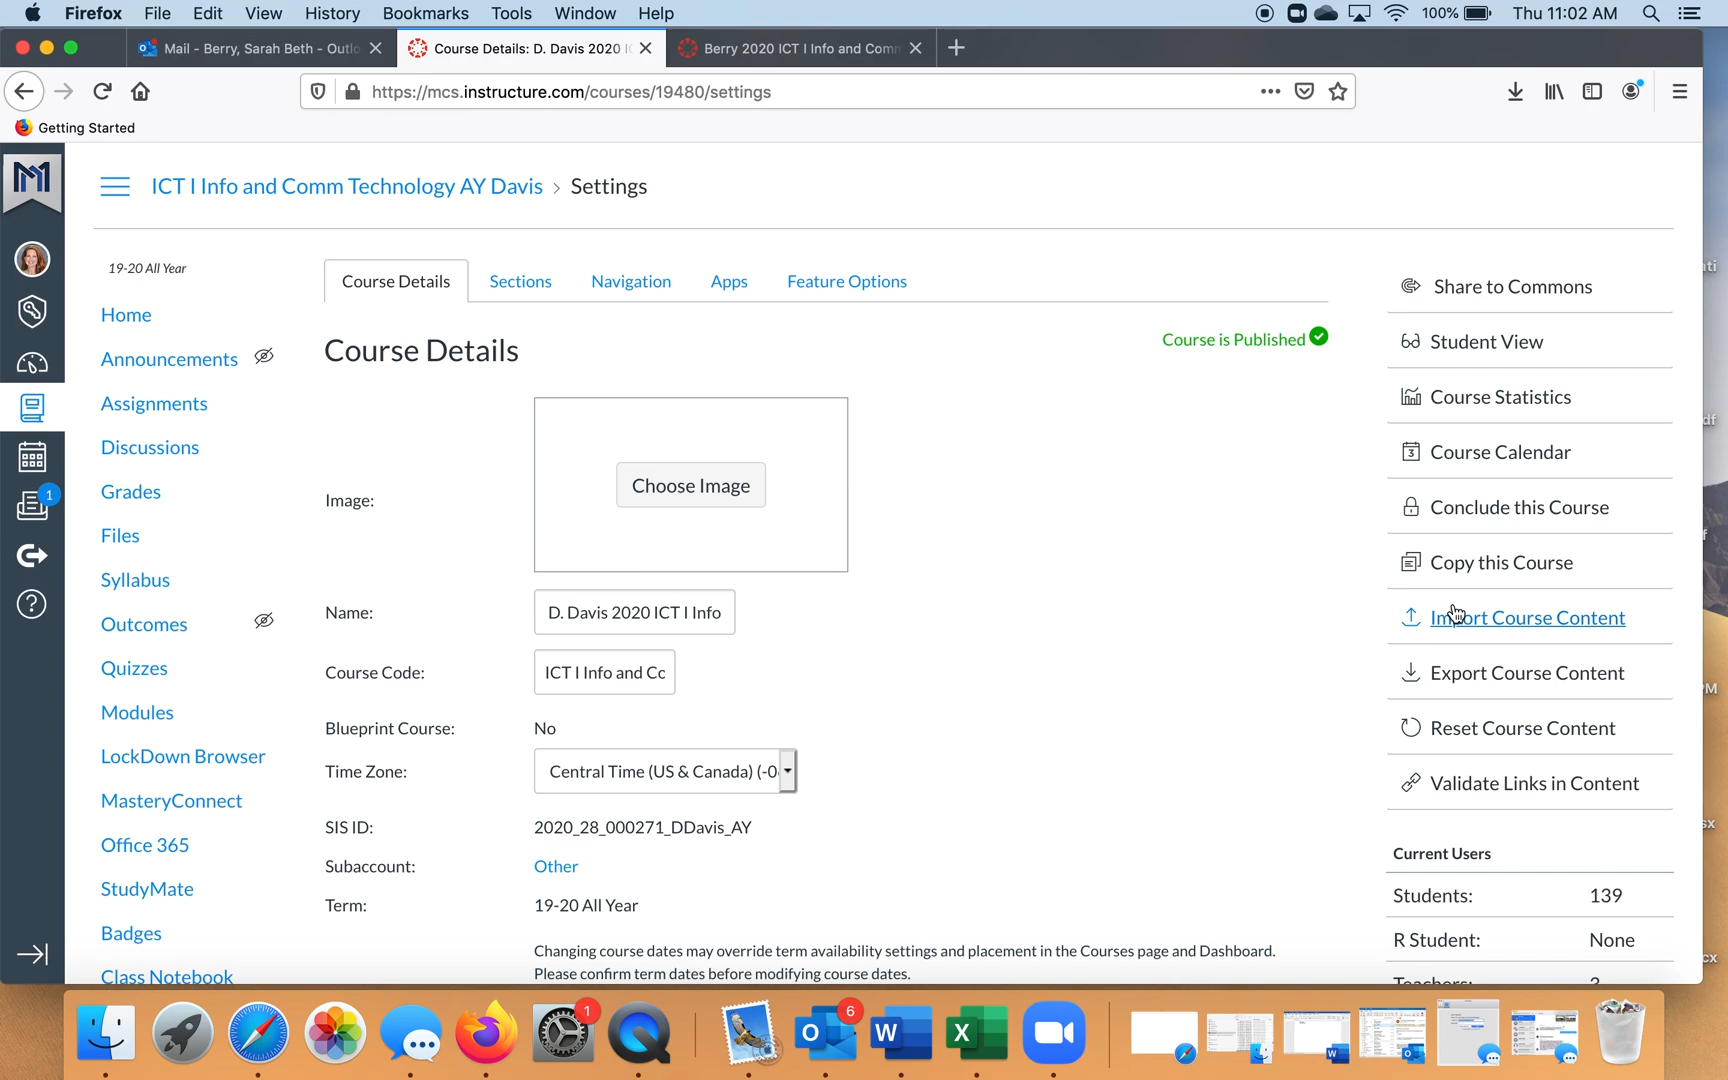 Firefox File Edit View History Bookmarks Tools Window Help 100% Thu 11:02 AM
Mail - Berry, Sarah Beth - Outlo
Course Details: D. Davis 2020 I
Berry 2020 ICT I Info and Comm
https://mcs.instructure.com/courses/19480/settings
Getting Started
ICT I Info and Comm Technology AY Davis > Settings
19-20 All Year
Home
Announcements
Assignments
Discussions
Grades
Files
Syllabus
Outcomes
Quizzes
Modules
LockDown Browser
MasteryConnect
Office 365
StudyMate
Badges
Class Notebook
1
Course Details Sections Navigation Apps Feature Options
Course Details
Course is Published
Image:
Choose Image
Name: D. Davis 2020 ICT I Info
Course Code: ICT I Info and Co
Blueprint Course: No
Time Zone: Central Time (US & Canada) (-0
SIS ID: 2020_28_000271_DDavis_AY
Subaccount: Other
Term: 19-20 All Year
Changing course dates may override term availability settings and placement in the Courses page and Dashboard.
Please confirm term dates before modifying course dates.
Share to Commons
Student View
Course Statistics
3 Course Calendar
Conclude this Course
Copy this Course
Import Course Content
Export Course Content
Reset Course Content
Validate Links in Content
Current Users
Students: 139
R Student: None
Teachers: 3
1
6